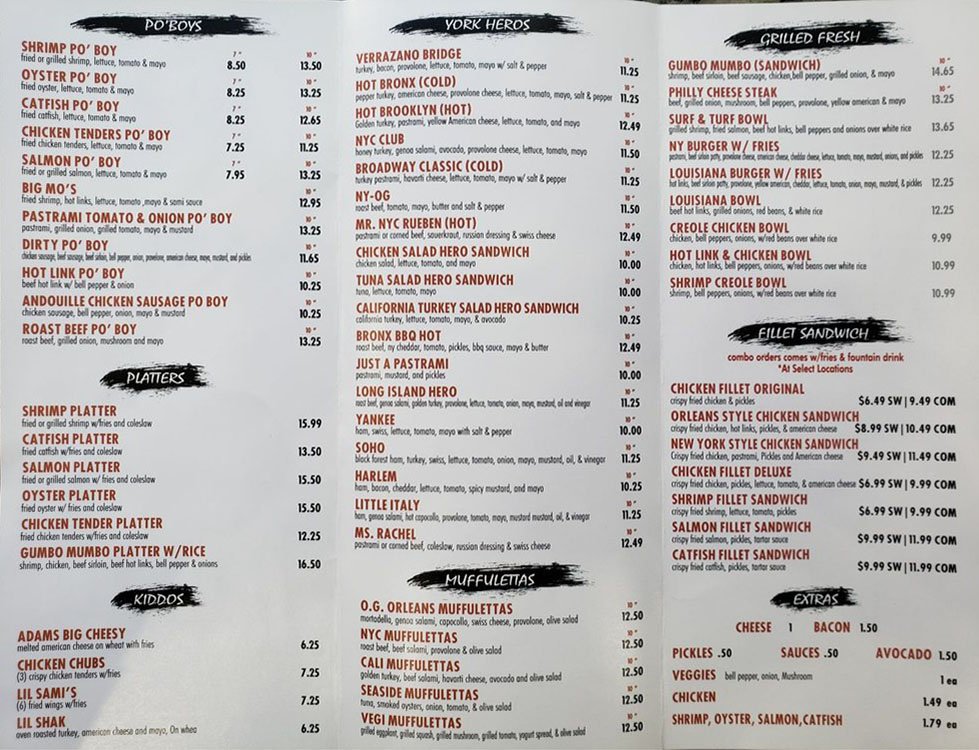 PO'BOYS
SHRIMP PO' BOY 7" 10"
fried or grilled shrimp, lettuce, tomato & mayo 8.50 13.50
OYSTER PO' BOY 7" 10"
fried oyster, lettuce, tomato & mayo 8.25 13.25
CATFISH PO' BOY 7" 10"
fried catfish, lettuce, tomato & mayo 8.25 12.65
CHICKEN TENDERS PO' BOY 7" 10"
fried chicken tenders, lettuce, tomato & mayo 7.25 11.25
SALMON PO' BOY 7" 10"
fried or grilled salmon, lettuce, tomato & mayo 7.95 13.25
BIG MO'S 10"
fried shrimp, hot links, lettuce, tomato ,mayo & sami sauce 12.95
PASTRAMI TOMATO & ONION PO' BOY 10"
pastrami, grilled onion, grilled tomato, mayo & mustard 13.25
DIRTY PO' BOY 10"
chicken sausage, beef sausage, beef sirloin, bell pepper, onion, provolone, american cheese, mayo, mustard, and pickles 11.65
HOT LINK PO' BOY 10"
beef hot link w/ bell pepper & onion 10.25
ANDOUILLE CHICKEN SAUSAGE PO BOY 10"
chicken sausage, bell pepper, onion, mayo & mustard 10.25
ROAST BEEF PO' BOY 10"
roast beef, grilled onion, mushroom and mayo 13.25
PLATTERS
SHRIMP PLATTER
fried or grilled shrimp w/fries and coleslaw 15.99
CATFISH PLATTER
fried catfish w/fries and coleslaw 13.50
SALMON PLATTER
fried or grilled salmon w/ fries and coleslaw 15.50
OYSTER PLATTER
fried oyster w/ fries and coleslaw 15.50
CHICKEN TENDER PLATTER
fried chicken tenders w/fries and coleslaw 12.25
GUMBO MUMBO PLATTER W/RICE
shrimp, chicken, beef sirloin, beef hot links, bell pepper & onions 16.50
KIDDOS
ADAMS BIG CHEESY
melted american cheese on wheat with fries 6.25
CHICKEN CHUBS
(3) crispy chicken tenders w/fries 7.25
LIL SAMI'S
(6) fried wings w/fries 7.25
LIL SHAK
oven roasted turkey, american cheese and mayo, On whea 6.25
YORK HEROS
VERRAZANO BRIDGE 10"
turkey, bacon, provolone, lettuce, tomato, mayo w/ salt & pepper 11.25
HOT BRONX (COLD) 10"
pepper turkey, american cheese, provolone cheese, lettuce, tomato, mayo, salt & pepper 11.25
HOT BROOKLYN (HOT) 10"
Golden turkey, pastrami, yellow American cheese, lettuce, tomato, and mayo 12.49
NYC CLUB 10"
honey turkey, genoa salami, avocado, provolone cheese, lettuce, tomato, mayo 11.50
BROADWAY CLASSIC (COLD) 10"
turkey pastrami, havarti cheese, lettuce, tomato, mayo w/ salt & pepper 11.25
NY-OG 10"
roast beef, tomato, mayo, butter and salt & pepper 11.50
MR. NYC RUEBEN (HOT) 10"
pastrami or corned beef, sauerkraut, russian dressing & swiss cheese 12.49
CHICKEN SALAD HERO SANDWICH 10"
chicken salad, lettuce, tomato, and mayo 10.00
TUNA SALAD HERO SANDWICH 10"
tuna, lettuce, tomato, mayo 10.00
CALIFORNIA TURKEY SALAD HERO SANDWICH 10"
california turkey, lettuce, tomato, mayo, & avocado 10.25
BRONX BBQ HOT 10"
roast beef, ny cheddar, tomato, pickles, bbq sauce, mayo & butter 12.49
JUST A PASTRAMI 10"
pastrami, mustard, and pickles 10.00
LONG ISLAND HERO 10"
roast beef, genoa salami, golden turkey, provolone, lettuce, tomato, onion, mayo, mustard, oil and vinegar 11.25
YANKEE 10"
ham, swiss, lettuce, tomato, mayo with salt & pepper 10.00
SOHO 10"
black forest ham, turkey, swiss, lettuce, tomato, onion, mayo, mustard, oil, & vinegar 11.25
HARLEM 10"
ham, bacon, cheddar, lettuce, tomato, spicy mustard, and mayo 10.25
LITTLE ITALY 10"
ham, genoa salami, hot capocollo, provolone, tomato, mayo, mustard mustard, oil, & vinegar 11.25
MS. RACHEL 10"
pastrami or corned beef, coleslaw, russian dressing & swiss cheese 12.49
MUFFULETTAS
O.G. ORLEANS MUFFULETTAS 10"
mortadella, genoa salami, capocollo, swiss cheese, provolone, olive salad 12.50
NYC MUFFULETTAS 10"
roast beef, beef salami, provolone & olive salad 12.50
CALI MUFFULETTAS 10"
golden turkey, beef salami, havarti cheese, avocado and olive salad 12.50
SEASIDE MUFFULETTAS 10"
tuna, smoked oysters, onion, tomato, & olive salad 12.50
VEGI MUFFULETTAS 10"
grilled eggplant, grilled squash, grilled mushroom, grilled tomato, yogurt spread, & olive salad 12.50
GRILLED FRESH
GUMBO MUMBO (SANDWICH) 10"
shrimp, beef sirloin, beef sausage, chicken,bell pepper, grilled onion, & mayo 14.65
PHILLY CHEESE STEAK 10"
beef, grilled onion, mushroom, bell peppers, provolone, yellow american & mayo 13.25
SURF & TURF BOWL
grilled shrimp, fried salmon, beef hot links, bell peppers and onions over white rice 13.65
NY BURGER W/ FRIES
pastrami, beef sirloin patty, provolone cheese, american cheese, cheddar cheese, lettuce, tomato, onions, mayo, mustard, onions, and pickles 12.25
LOUISIANA BURGER W/ FRIES
hot links, beef sirloin patty, provolone, yellow american, cheddar, lettuce, tomato, onion, mayo, mustard, & pickles 12.25
LOUISIANA BOWL
beef hot links, grilled onions, red beans, & white rice 12.25
CREOLE CHICKEN BOWL
chicken, bell peppers, onions, w/red beans over white rice 9.99
HOT LINK & CHICKEN BOWL
chicken, hot links, bell peppers, onions, w/red beans over white rice 10.99
SHRIMP CREOLE BOWL
shrimp, bell peppers, onions, w/red beans over white rice 10.99
FILLET SANDWICH
combo orders comes w/fries & fountain drink
*At Select Locations
CHICKEN FILLET ORIGINAL
crispy fried chicken & pickles $6.49 SW | 9.49 COM
ORLEANS STYLE CHICKEN SANDWICH
crispy fried chicken, hot links, pickles, & american cheese $8.99 SW | 10.49 COM
NEW YORK STYLE CHICKEN SANDWICH
Crispy fried chicken, pastrami, Pickles and American cheese $9.49 SW | 11.49 COM
CHICKEN FILLET DELUXE
crispy fried chicken, pickles, lettuce, tomato, & american cheese $6.99 SW | 9.99 COM
SHRIMP FILLET SANDWICH
crispy fried shrimp, lettuce, tomato, pickles $6.99 SW | 9.99 COM
SALMON FILLET SANDWICH
crispy fried salmon, pickles, tartar sauce $9.99 SW | 11.99 COM
CATFISH FILLET SANDWICH
crispy fried catfish, pickles, tartar sauce $9.99 SW | 11.99 COM
EXTRAS
CHEESE 1 BACON 1.50
PICKLES .50 SAUCES .50 AVOCADO 1.50
VEGGIES bell pepper, onion, Mushroom 1 ea
CHICKEN 1.49 ea
SHRIMP, OYSTER, SALMON,CATFISH 1.79 ea